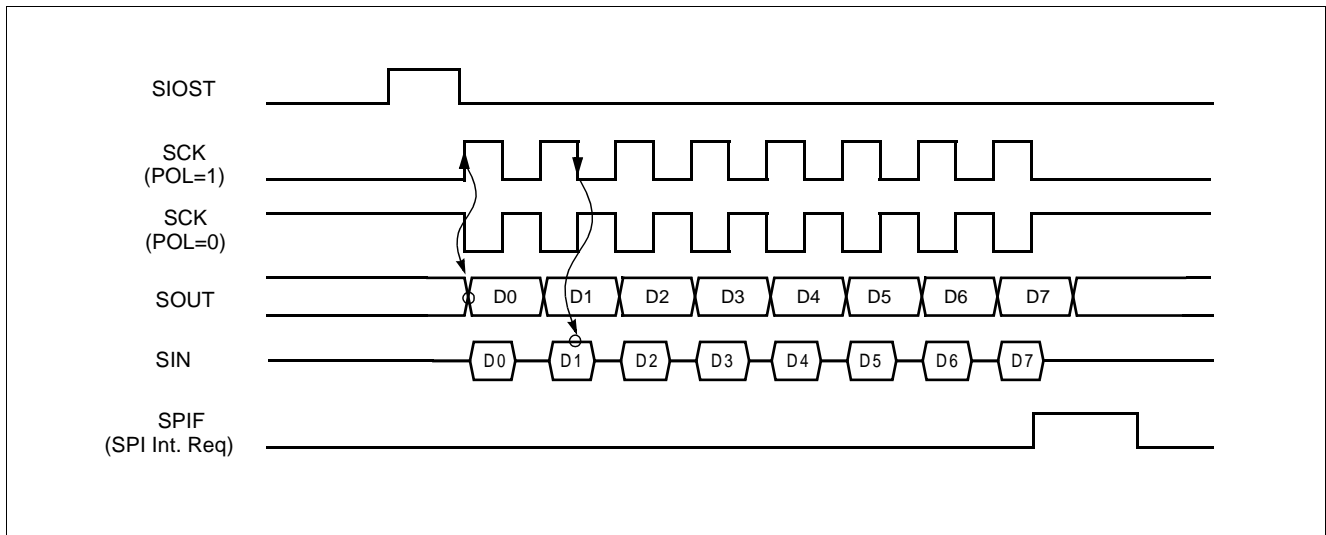 SIOST
SCK
(POL=1)
SCK
(POL=0)
SOUT
D0 D1 D2 D3 D4 D5 D6 D7
SIN
D0 D1 D2 D3 D4 D5 D6 D7
SPIF
(SPI Int. Req)